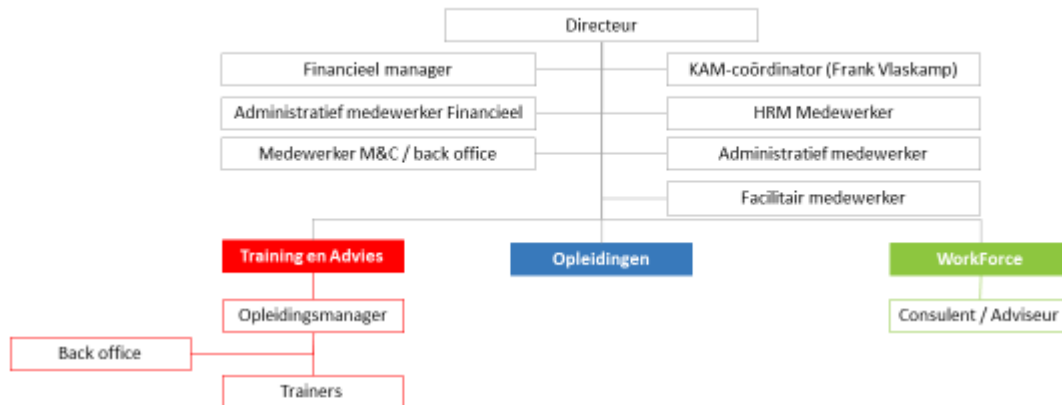 Directeur
Financieel manager
KAM-coördinator (Frank Vlaskamp)
Administratief medewerker Financieel
HRM Medewerker
Medewerker M&C / back office
Administratief medewerker
Facilitair medewerker
Training en Advies
Opleidingen
WorkForce
Opleidingsmanager
Consulent / Adviseur
Back office
Trainers